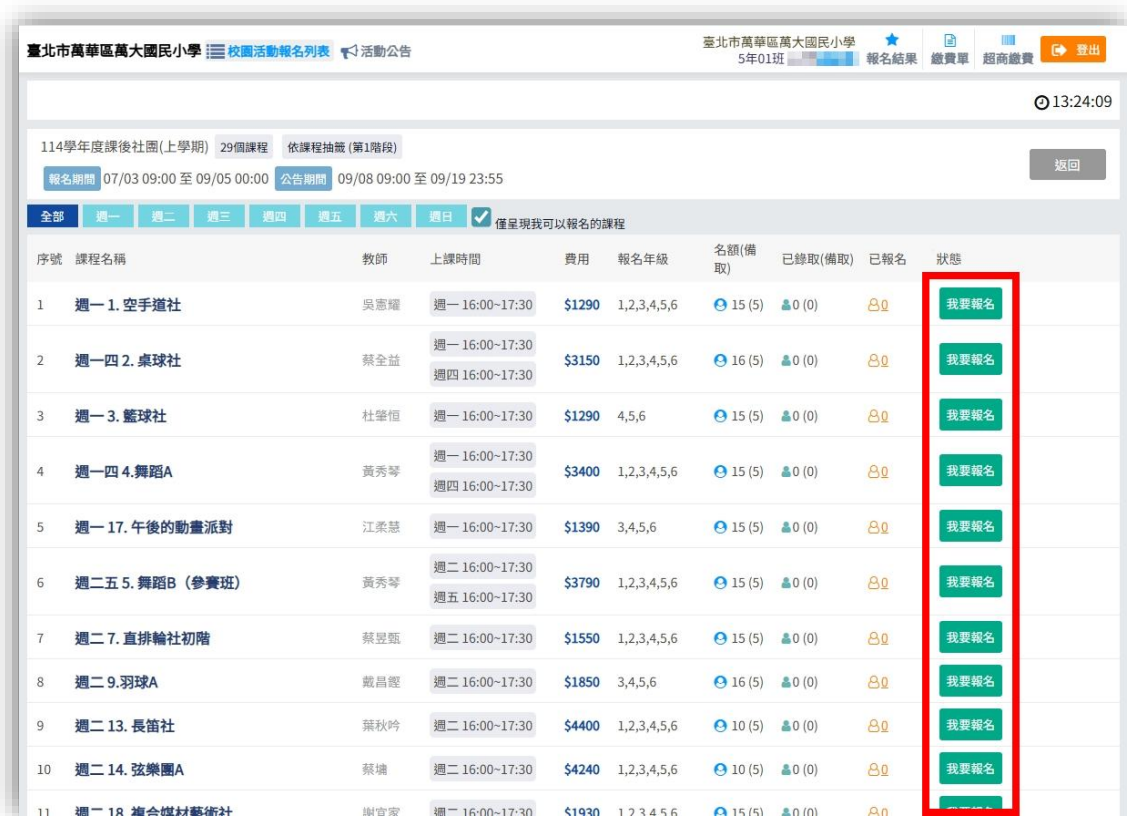 臺北市萬華區萬大國民小學 校園活動報名列表 活動公告
臺北市萬華區萬大國民小學
5年01班
報名結果 繳費單 超商繳費 登出
13:24:09
114學年度課後社團(上學期) 29個課程 依課程抽籤 (第1階段)
返回
報名期間 07/03 09:00 至 09/05 00:00 公告期間 09/08 09:00 至 09/19 23:55
全部 週一 週二 週三 週四 週五 週六 週日 僅呈現我可以報名的課程
序號 課程名稱 教師 上課時間 費用 報名年級 名額(備取) 已錄取(備取) 已報名 狀態
1 週一 1. 空手道社 吳憲耀 週一 16:00~17:30 $1290 1,2,3,4,5,6 15 (5) 0 (0) 0 我要報名
2 週一四 2. 桌球社 蔡全益 週一 16:00~17:30 $3150 1,2,3,4,5,6 16 (5) 0 (0) 0 我要報名
週四 16:00~17:30
3 週一 3. 籃球社 杜肇恒 週一 16:00~17:30 $1290 4,5,6 15 (5) 0 (0) 0 我要報名
4 週一四 4.舞蹈A 黃秀琴 週一 16:00~17:30 $3400 1,2,3,4,5,6 15 (5) 0 (0) 0 我要報名
週四 16:00~17:30
5 週一 17. 午後的動畫派對 江柔慧 週一 16:00~17:30 $1390 3,4,5,6 15 (5) 0 (0) 0 我要報名
6 週二五 5. 舞蹈B（參賽班） 黃秀琴 週二 16:00~17:30 $3790 1,2,3,4,5,6 15 (5) 0 (0) 0 我要報名
週五 16:00~17:30
7 週二 7. 直排輪社初階 蔡昱甄 週二 16:00~17:30 $1550 1,2,3,4,5,6 15 (5) 0 (0) 0 我要報名
8 週二 9.羽球A 戴昌鏗 週二 16:00~17:30 $1850 3,4,5,6 16 (5) 0 (0) 0 我要報名
9 週二 13. 長笛社 葉秋吟 週二 16:00~17:30 $4400 1,2,3,4,5,6 10 (5) 0 (0) 0 我要報名
10 週二 14. 弦樂團A 蔡墉 週二 16:00~17:30 $4240 1,2,3,4,5,6 10 (5) 0 (0) 0 我要報名
11 週二 18. 複合媒材藝術社 謝宜家 週二 16:00~17:30 $1930 1,2,3,4,5,6 15 (5) 0 (0) 0